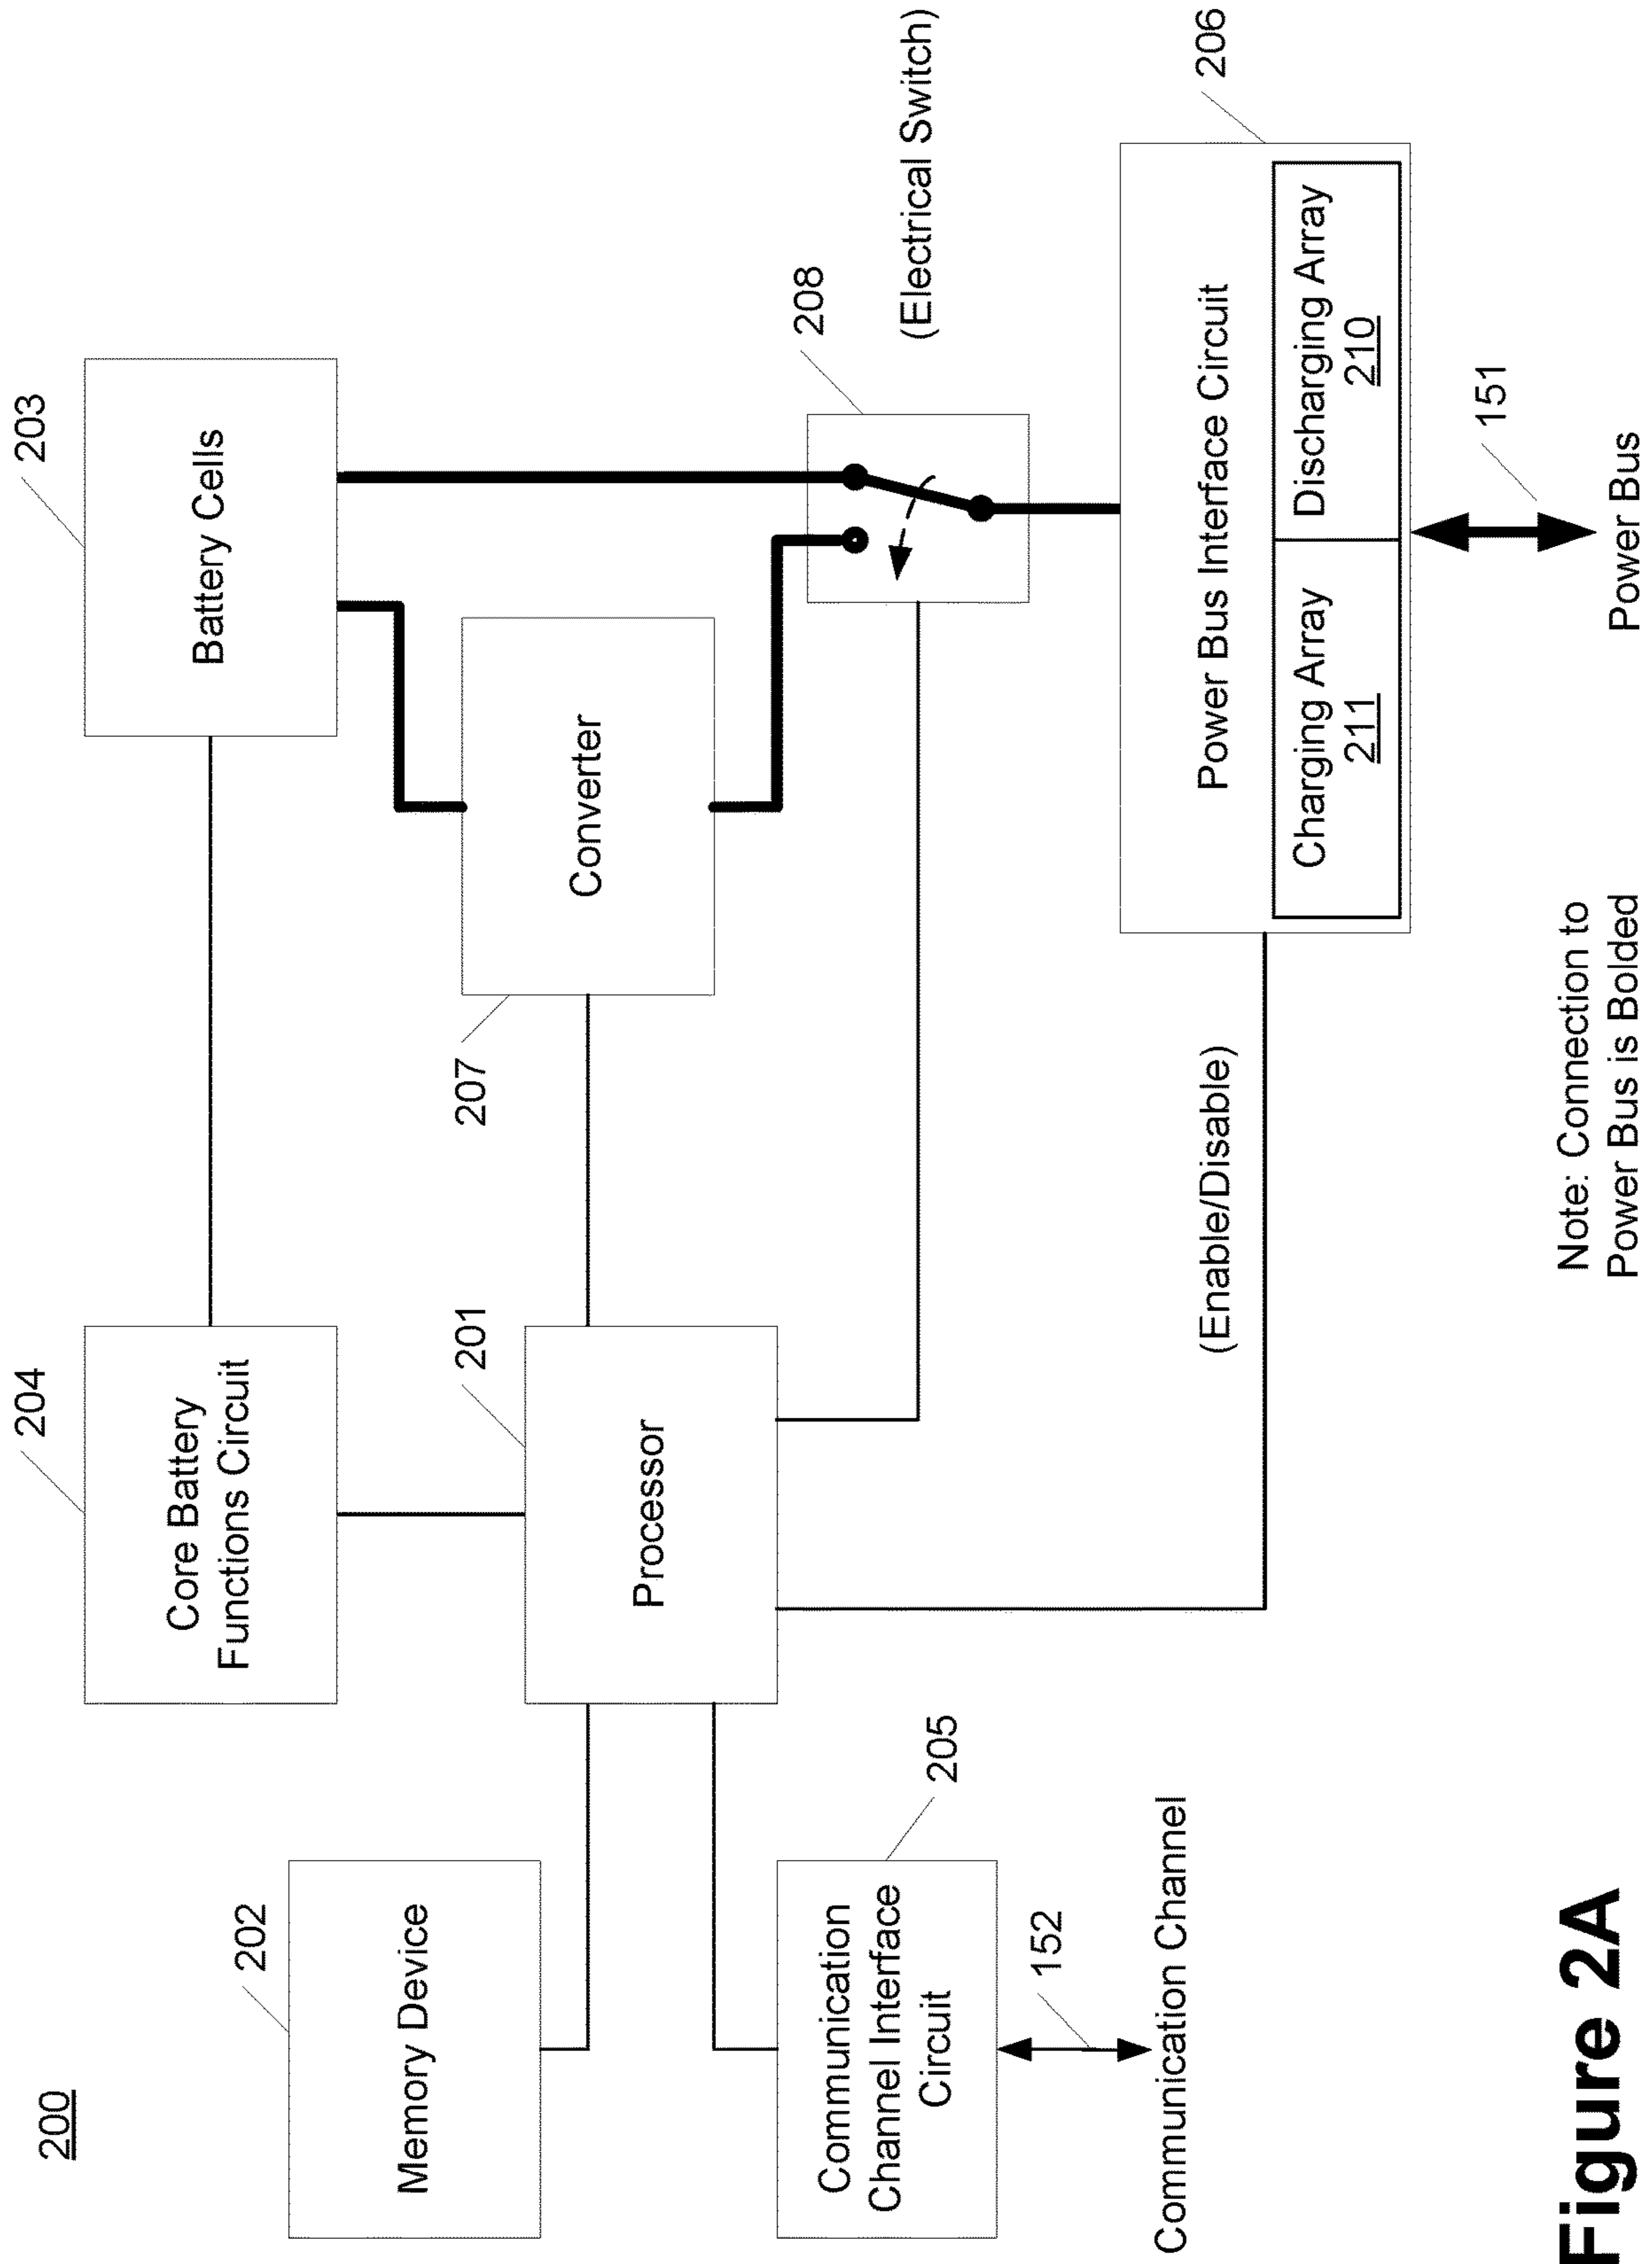 200
204
Core Battery
Functions Circuit
203
Battery Cells
202
Memory Device
201
Processor
207
Converter
208
(Electrical Switch)
205
Communication
Channel Interface
Circuit
152
Communication Channel
(Enable/Disable)
206
Power Bus Interface Circuit
Charging Array
211
Discharging Array
210
151
Power Bus
Note: Connection to
Power Bus is Bolded
Figure 2A